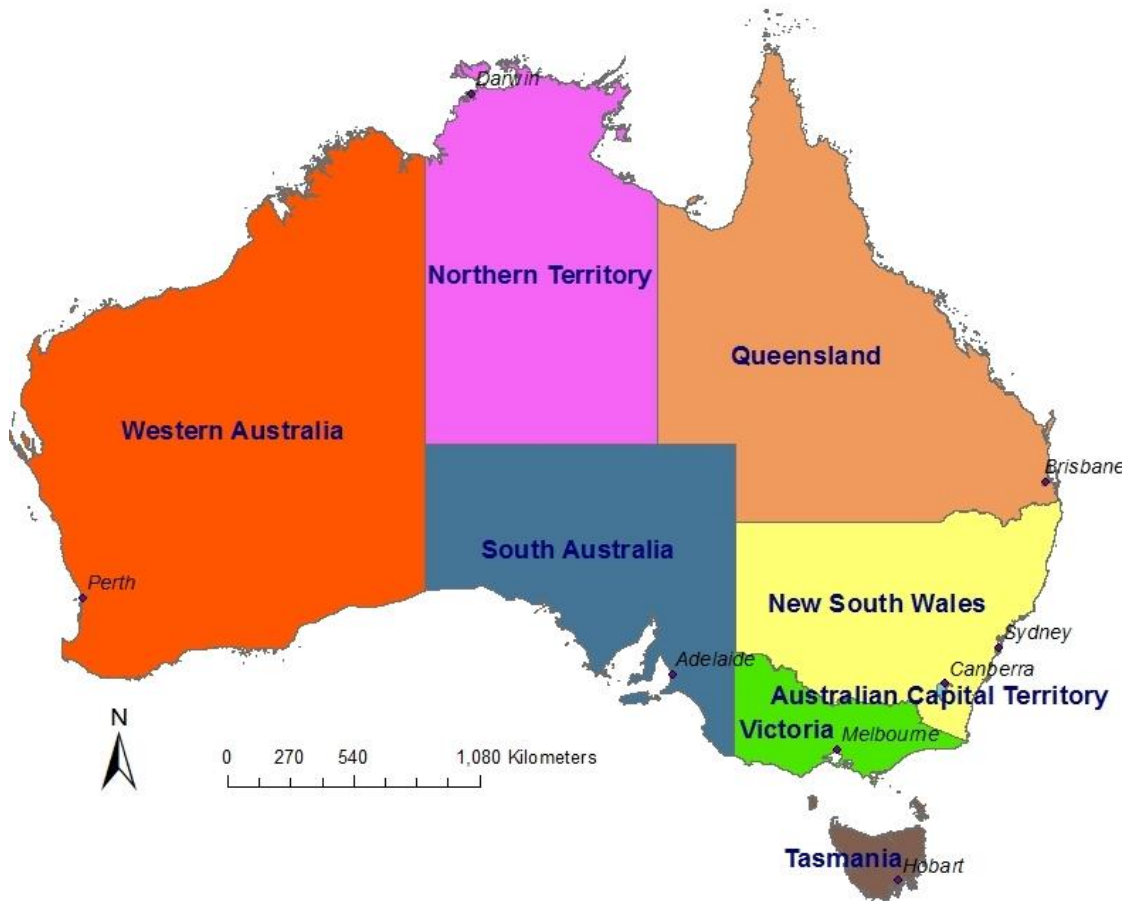 Darwin
Northern Territory
Queensland
Western Australia
Brisbane
South Australia
Perth
New South Wales
Sydney
Adelaide
Canberra
Australian Capital Territory
N
Victoria
Melbourne
0 270 540 1,080 Kilometers
Tasmania
Hobart